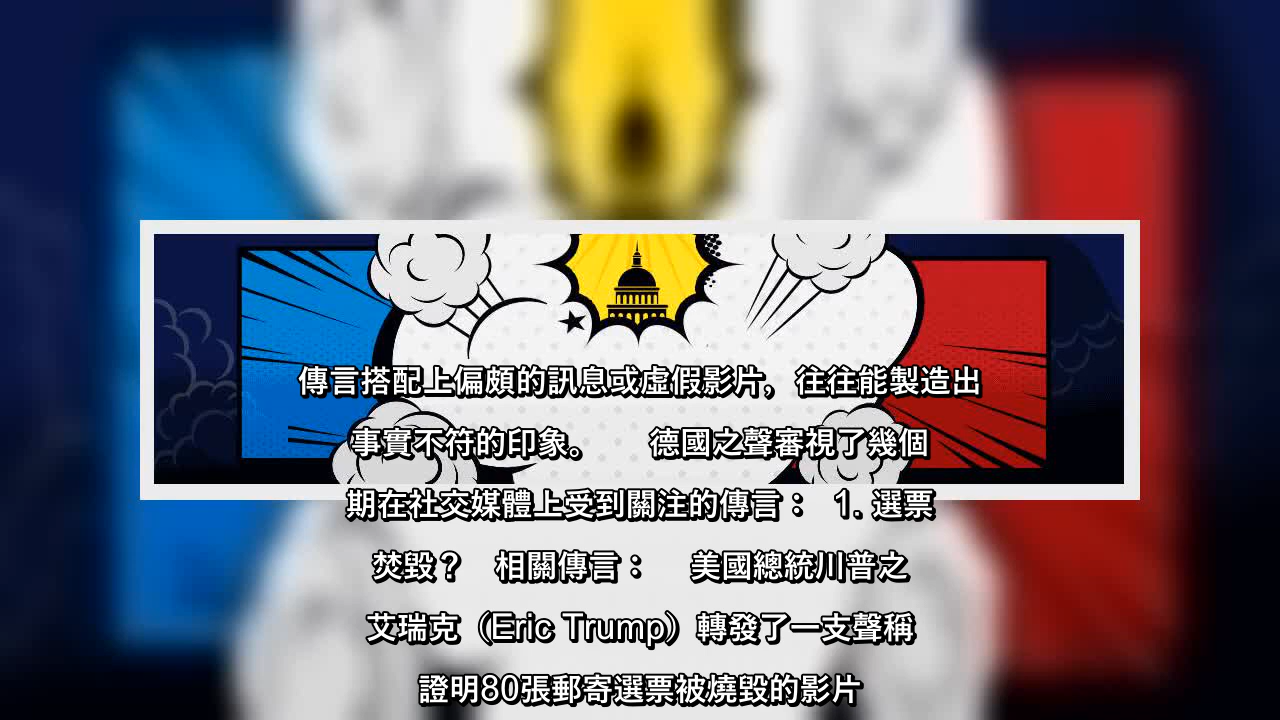 傳言搭配上偏頗的訊息或虛假影片，往往能製造出
事實不符的印象。 德國之聲審視了幾個
期在社交媒體上受到關注的傳言： 1. 選票
焚毀？ 相關傳言： 美國總統川普之
艾瑞克（Eric Trump）轉發了一支聲稱
證明80張郵寄選票被燒毀的影片